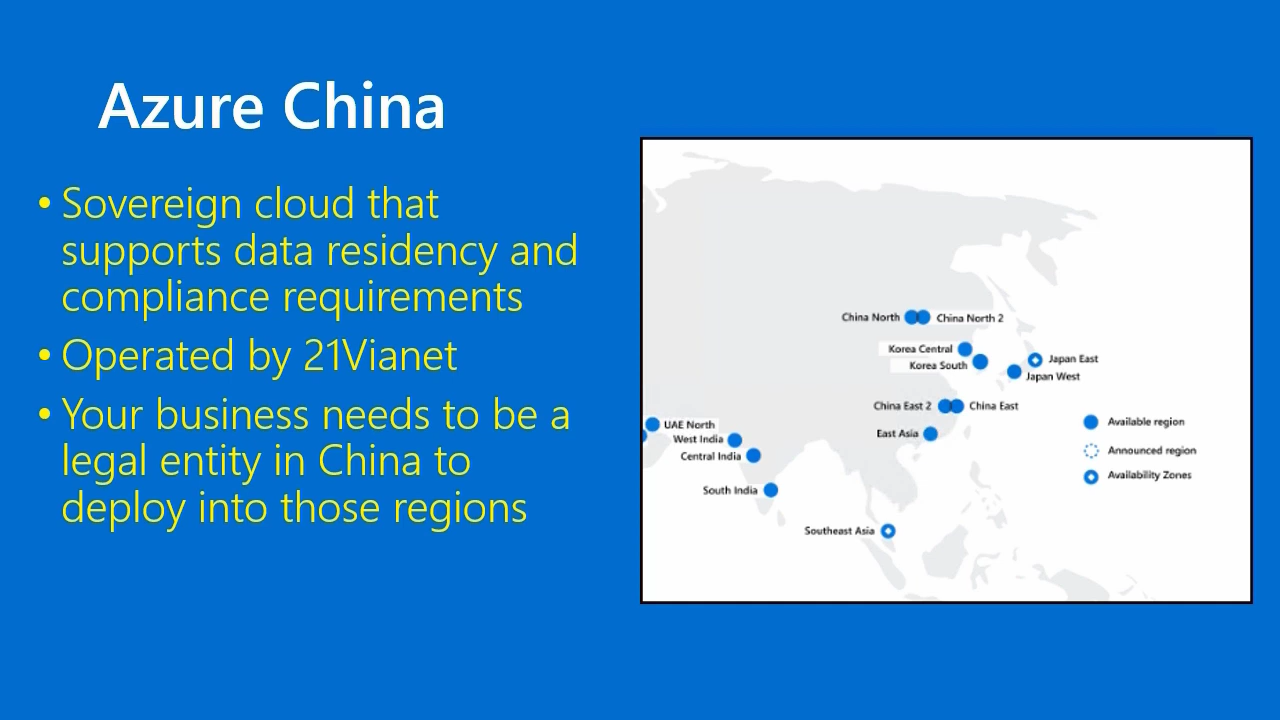 Azure China
• Sovereign cloud that
supports data residency and
compliance requirements
• Operated by 21Vianet
• Your business needs to be a
legal entity in China to
deploy into those regions
China North
China North 2
Korea Central
Korea South
Japan East
Japan West
China East 2
China East
East Asia
UAE North
West India
Central India
South India
Southeast Asia
Available region
Announced region
Availability Zones